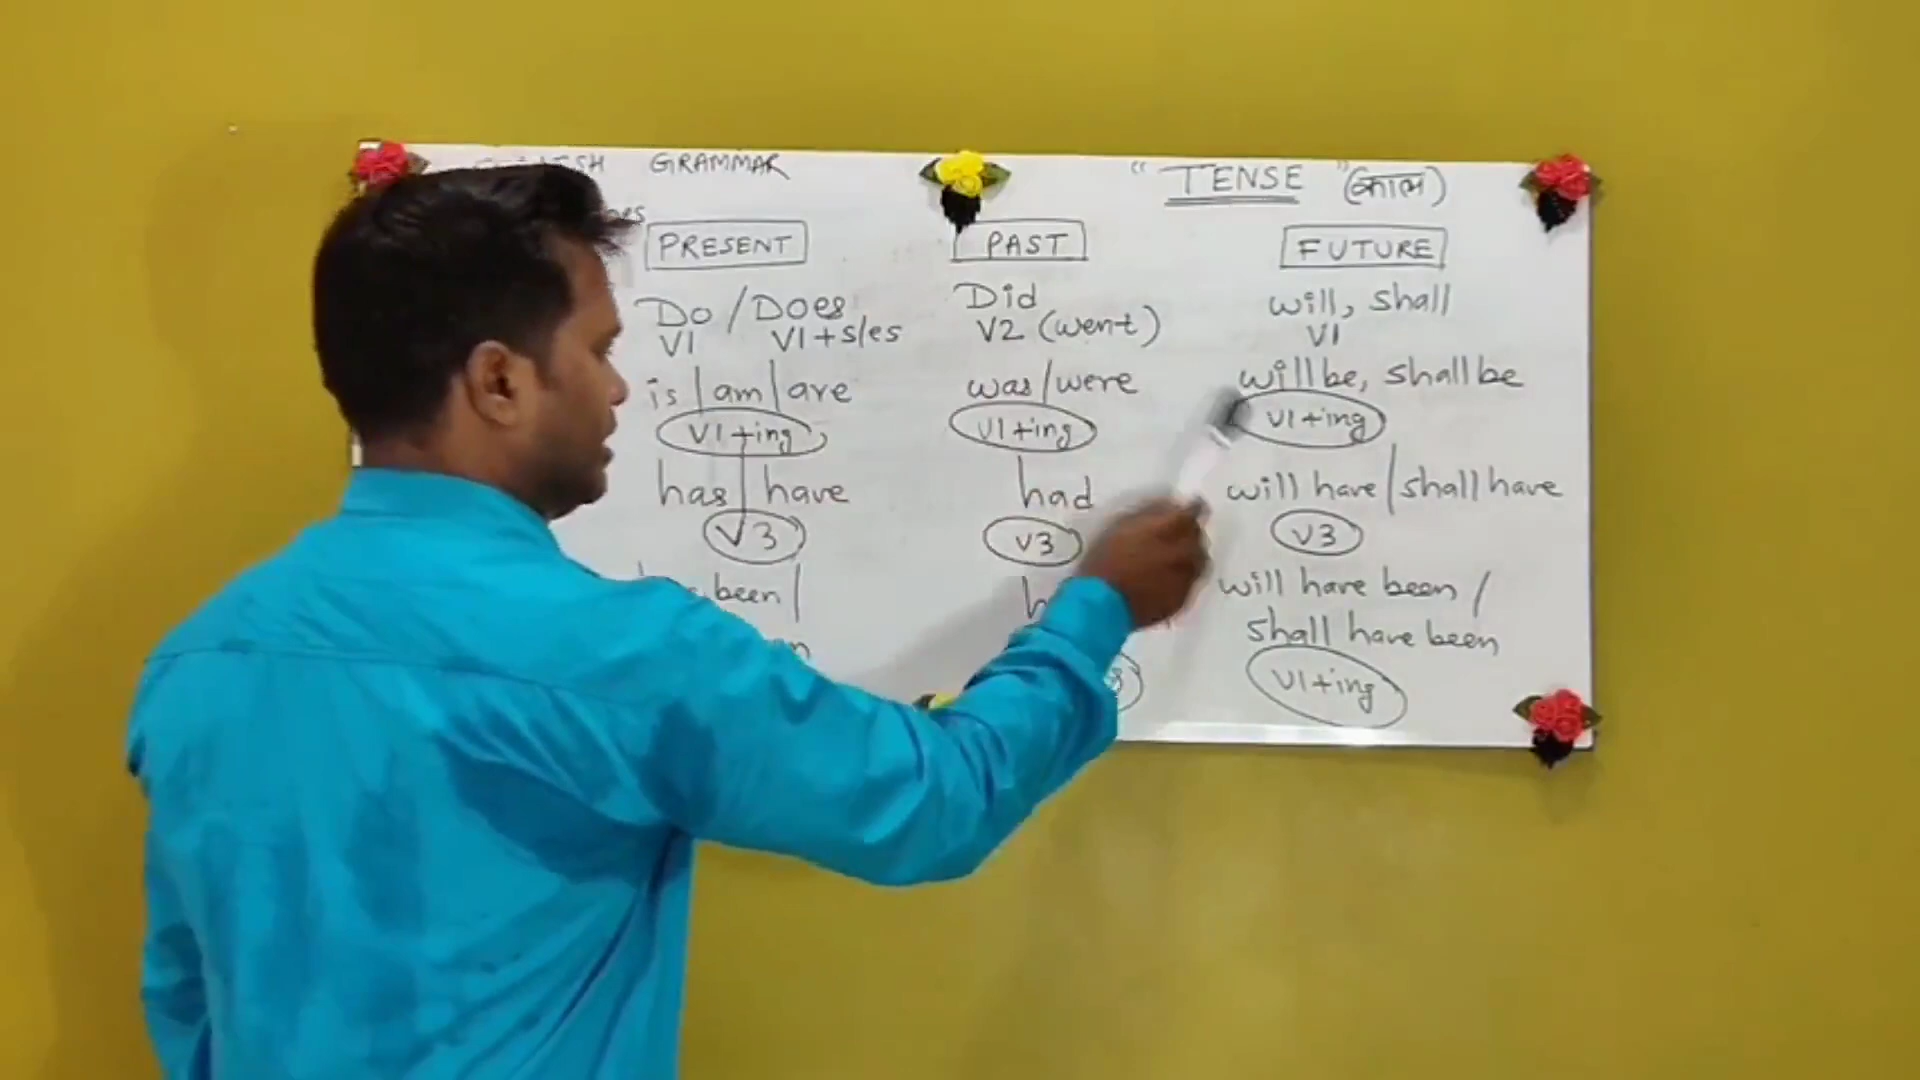 GRAMMAR
" TENSE " (काल)
PRESENT PAST FUTURE
Do / Does Did will, shall
V1 V1+s/es V2 (went) V1
is | am | are was/were will be, shall be
V1+ing V1+ing V1+ing
has | have had will have | shall have
V3 V3 V3
been | will have been /
shall have been
V1+ing